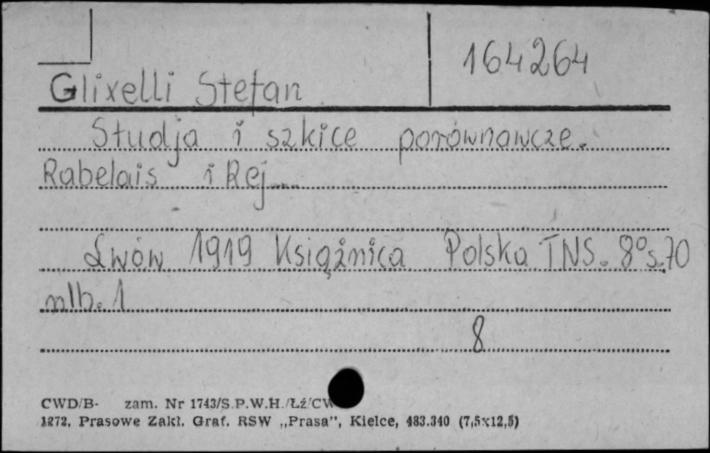 164264
Glixelli Stefan
Studja i szkice porównawcze.
Rabelais i Rej...
Lwów 1919 Książnica Polska TNS. 8° s. 70
nlb. 1
8
CWD/B- zam. Nr 1743/S.P.W.H./Łź/CW
1272, Prasowe Zakł. Graf. RSW „Prasa”, Kielce, 483.340 (7,5x12,5)